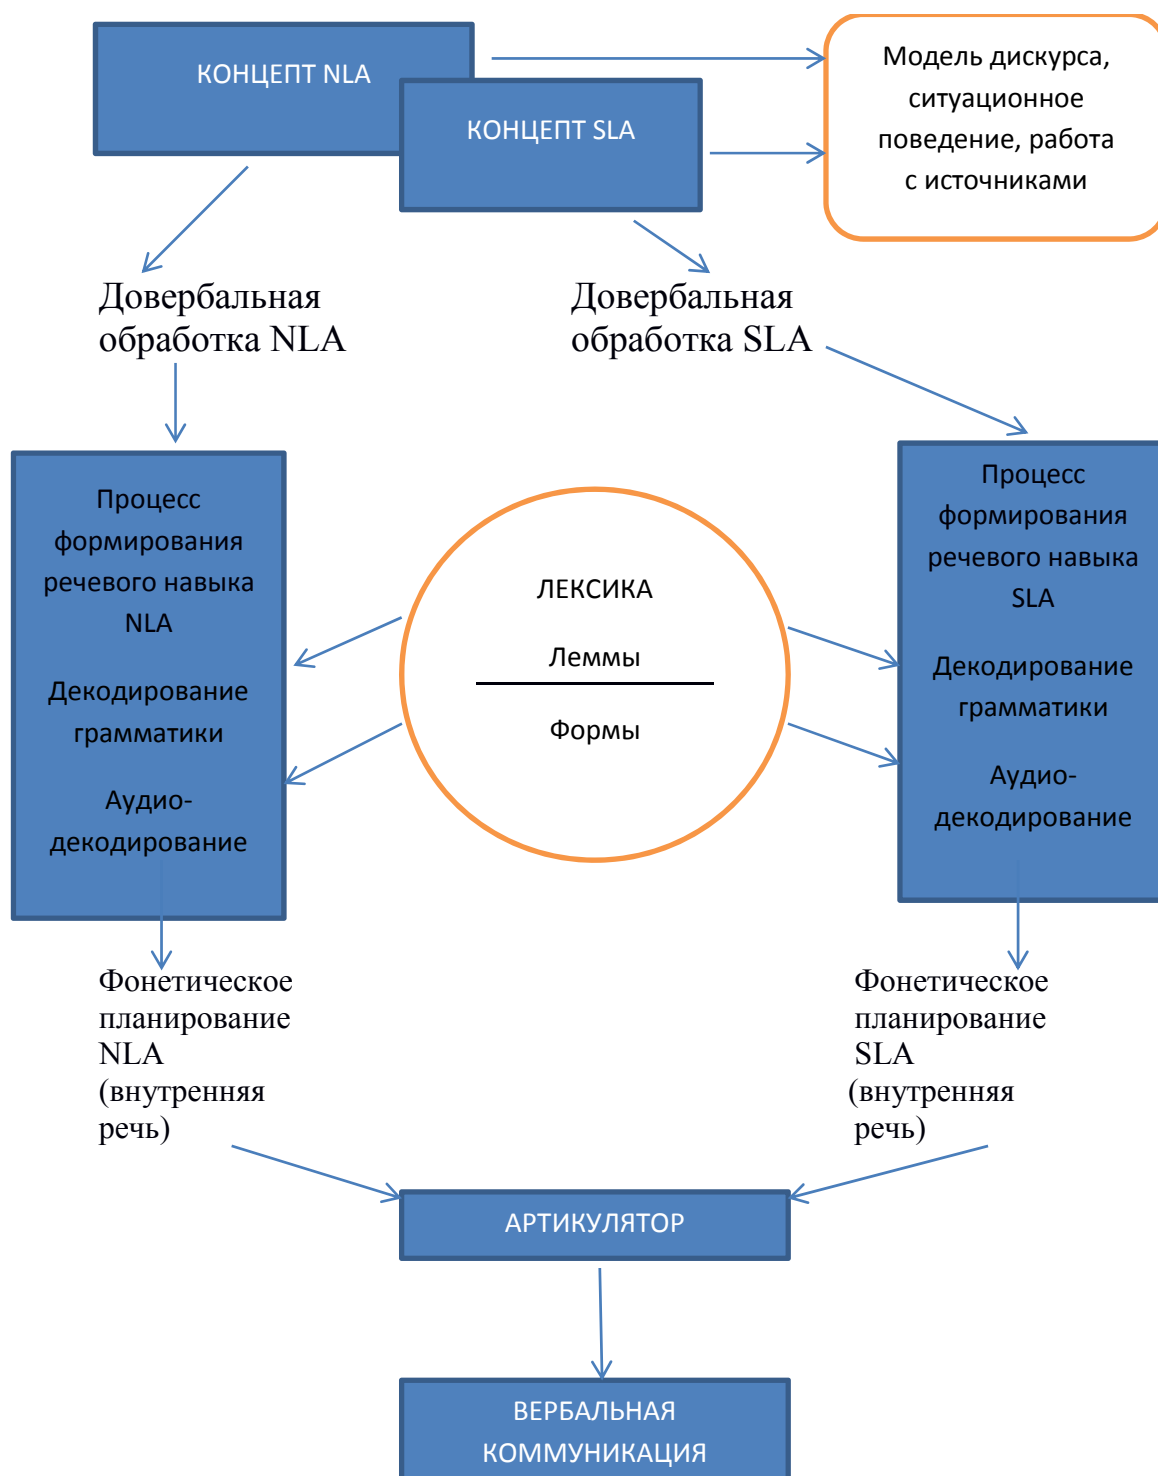 КОНЦЕПТ NLA
КОНЦЕПТ SLA
Модель дискурса,
ситуационное
поведение, работа
с источниками
Довербальная
обработка NLA
Довербальная
обработка SLA
Процесс
формирования
речевого навыка
NLA
Декодирование
грамматики
Аудио-
декодирование
ЛЕКСИКА
Леммы
Формы
Процесс
формирования
речевого навыка
SLA
Декодирование
грамматики
Аудио-
декодирование
Фонетическое
планирование
NLA
(внутренняя
речь)
Фонетическое
планирование
SLA
(внутренняя
речь)
АРТИКУЛЯТОР
ВЕРБАЛЬНАЯ
КОММУНИКАЦИЯ